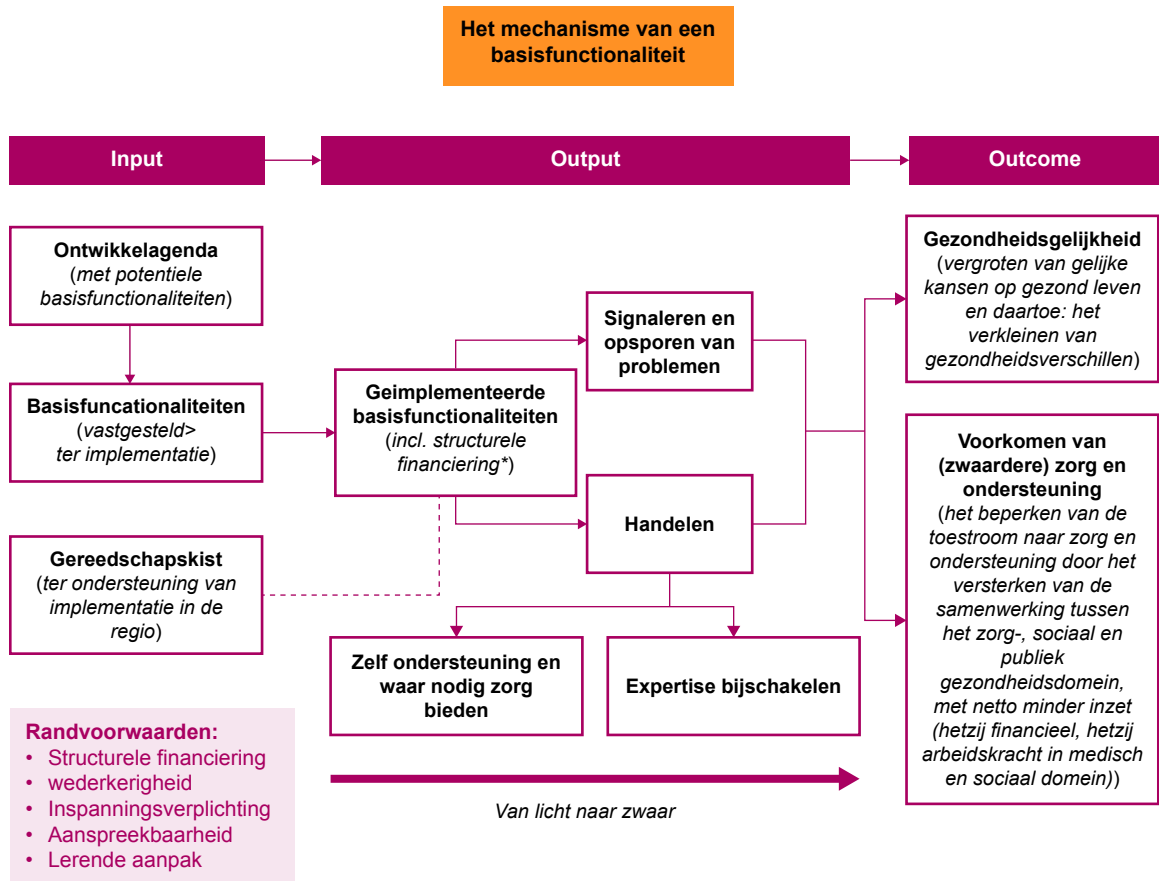 Het mechanisme van een
basisfunctionaliteit
Input
Output
Outcome
Ontwikkelagenda
(met potentiele
basisfunctionaliteiten)
Basisfuncationaliteiten
(vastgesteld>
ter implementatie)
Gereedschapskist
(ter ondersteuning van
implementatie in de
regio)
Randvoorwaarden:
• Structurele financiering
• wederkerigheid
• Inspanningsverplichting
• Aanspreekbaarheid
• Lerende aanpak
Geimplementeerde
basisfunctionaliteiten
(incl. structurele
financiering*)
Signaleren en
opsporen van
problemen
Handelen
Zelf ondersteuning en
waar nodig zorg
bieden
Expertise bijschakelen
Van licht naar zwaar
Gezondheidsgelijkheid
(vergroten van gelijke
kansen op gezond leven
en daartoe: het
verkleinen van
gezondheidsverschillen)
Voorkomen van
(zwaardere) zorg en
ondersteuning
(het beperken van de
toestroom naar zorg en
ondersteuning door het
versterken van de
samenwerking tussen
het zorg-, sociaal en
publiek
gezondheidsdomein,
met netto minder inzet
(hetzij financieel, hetzij
arbeidskracht in medisch
en sociaal domein))